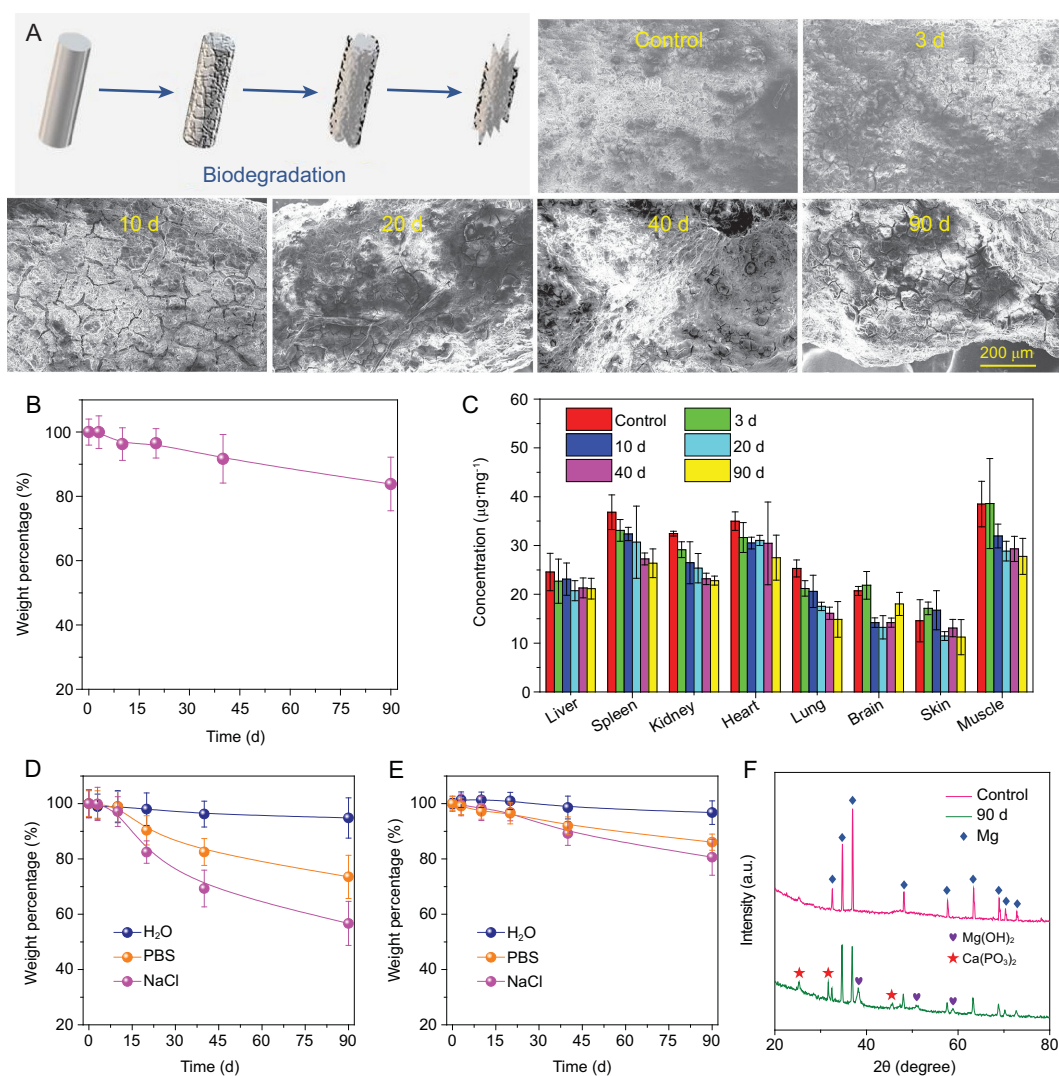 A
Biodegradation
Control
3 d
10 d
20 d
40 d
90 d
200 μm
B
100
80
60
40
20
0
15
30
45
60
75
90
Weight percentage (%)
Time (d)
C
60
50
40
30
20
10
0
Concentration (μg·mg⁻¹)
Control
3 d
10 d
20 d
40 d
90 d
Liver
Spleen
Kidney
Heart
Lung
Brain
Skin
Muscle
D
100
80
60
40
20
0
15
30
45
60
75
90
Weight percentage (%)
H₂O
PBS
NaCl
Time (d)
E
100
80
60
40
20
0
15
30
45
60
75
90
Weight percentage (%)
H₂O
PBS
NaCl
Time (d)
F
Intensity (a.u.)
Control
90 d
Mg
Mg(OH)₂
Ca(PO₃)₂
20
40
60
80
2θ (degree)